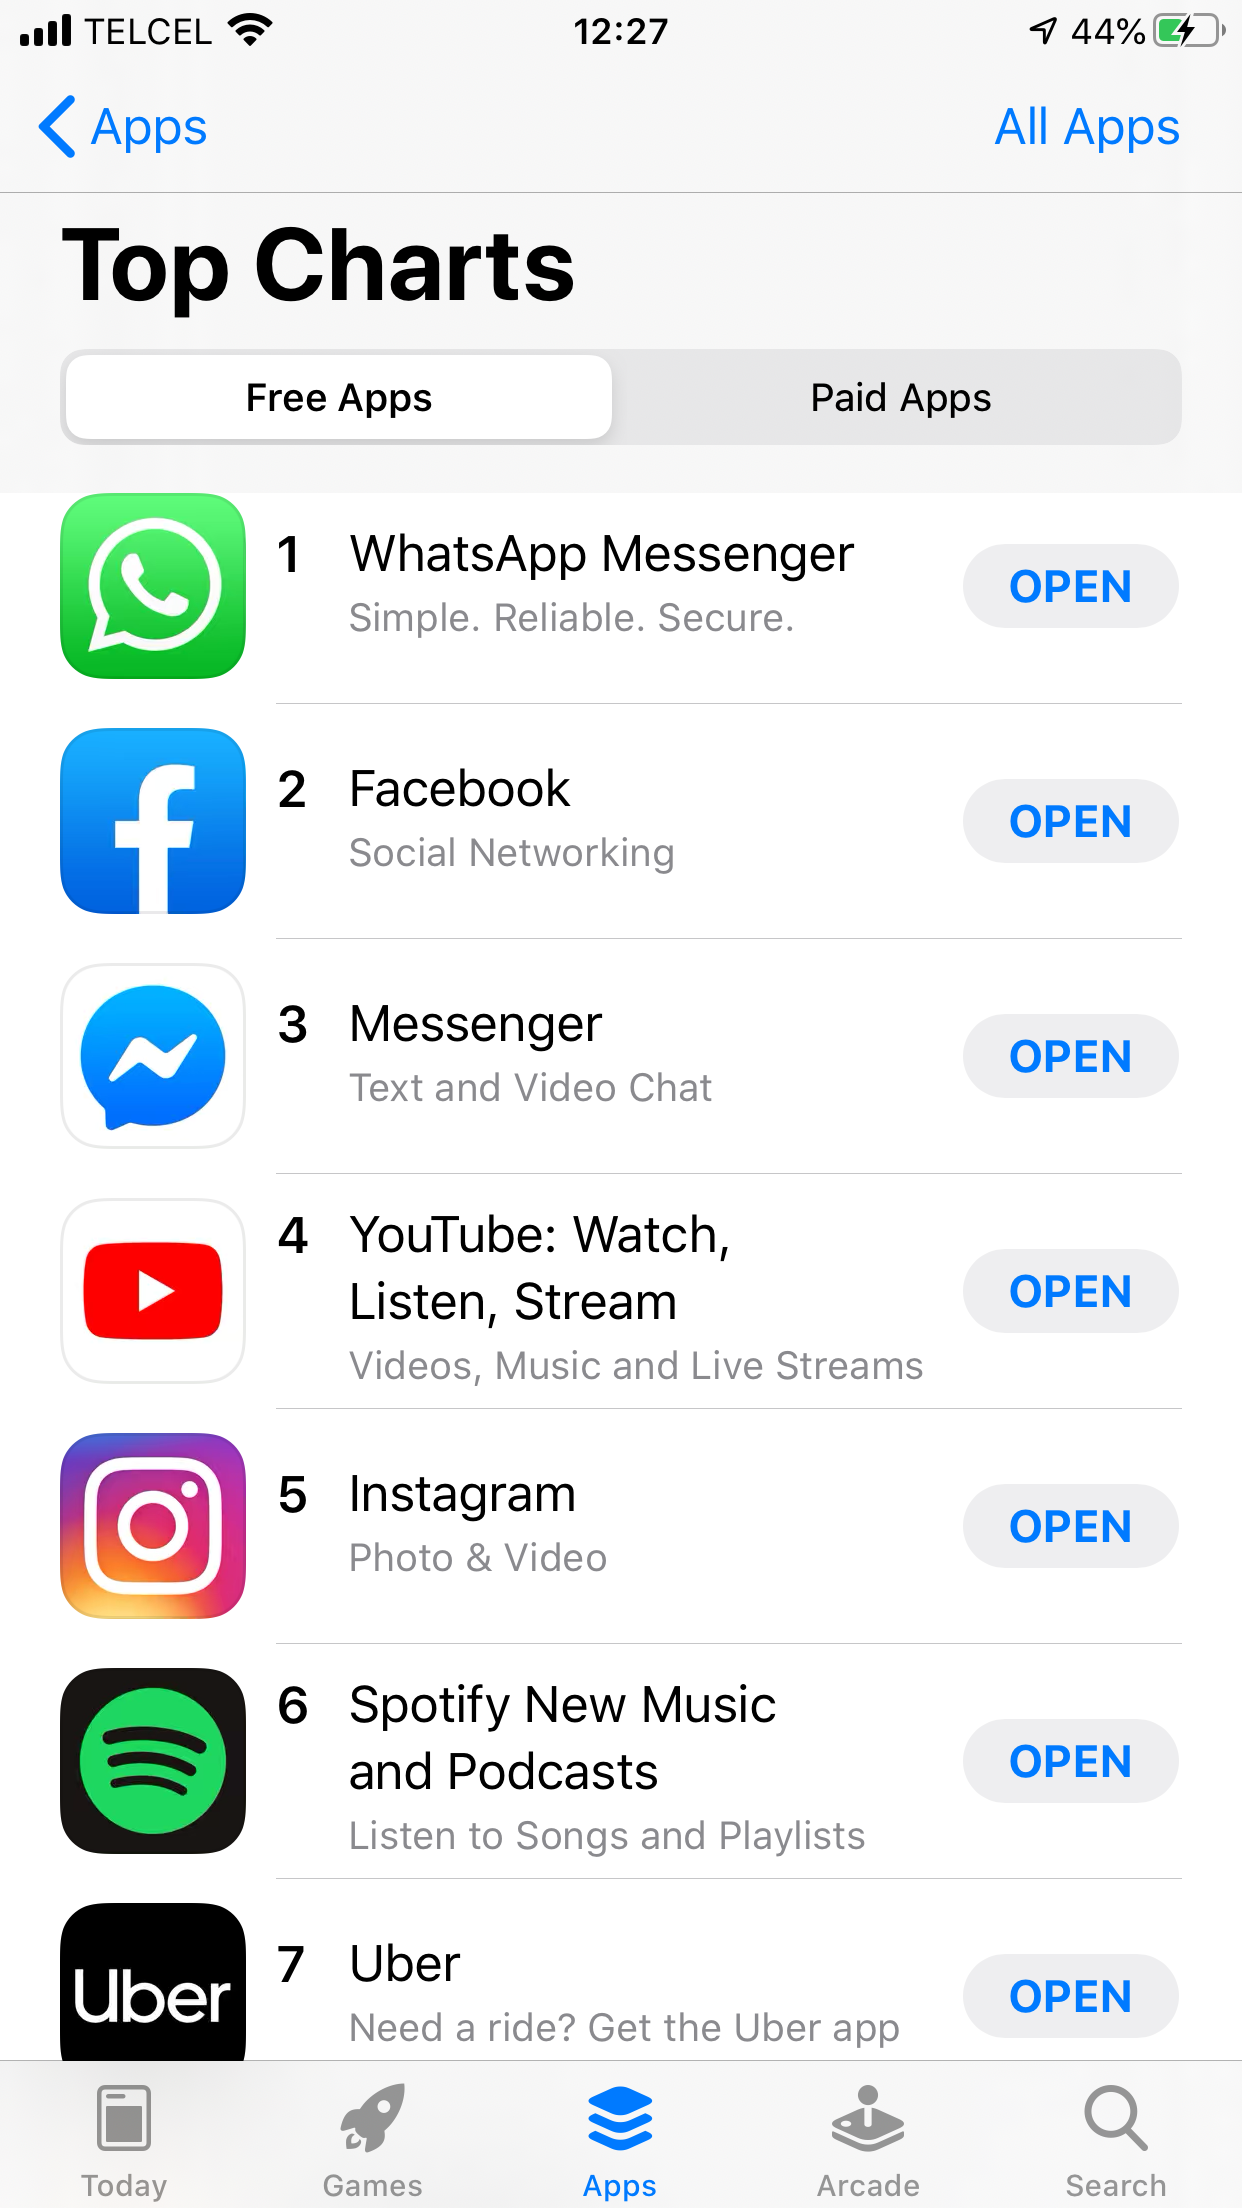 TELCEL 12:27 44%
Apps All Apps
Top Charts
Free Apps Paid Apps
1 WhatsApp Messenger
Simple. Reliable. Secure.
OPEN
2 Facebook
Social Networking
OPEN
3 Messenger
Text and Video Chat
OPEN
4 YouTube: Watch,
Listen, Stream
Videos, Music and Live Streams
OPEN
5 Instagram
Photo & Video
OPEN
6 Spotify New Music
and Podcasts
Listen to Songs and Playlists
OPEN
Uber
7 Uber
Need a ride? Get the Uber app
OPEN
Today Games Apps Arcade Search